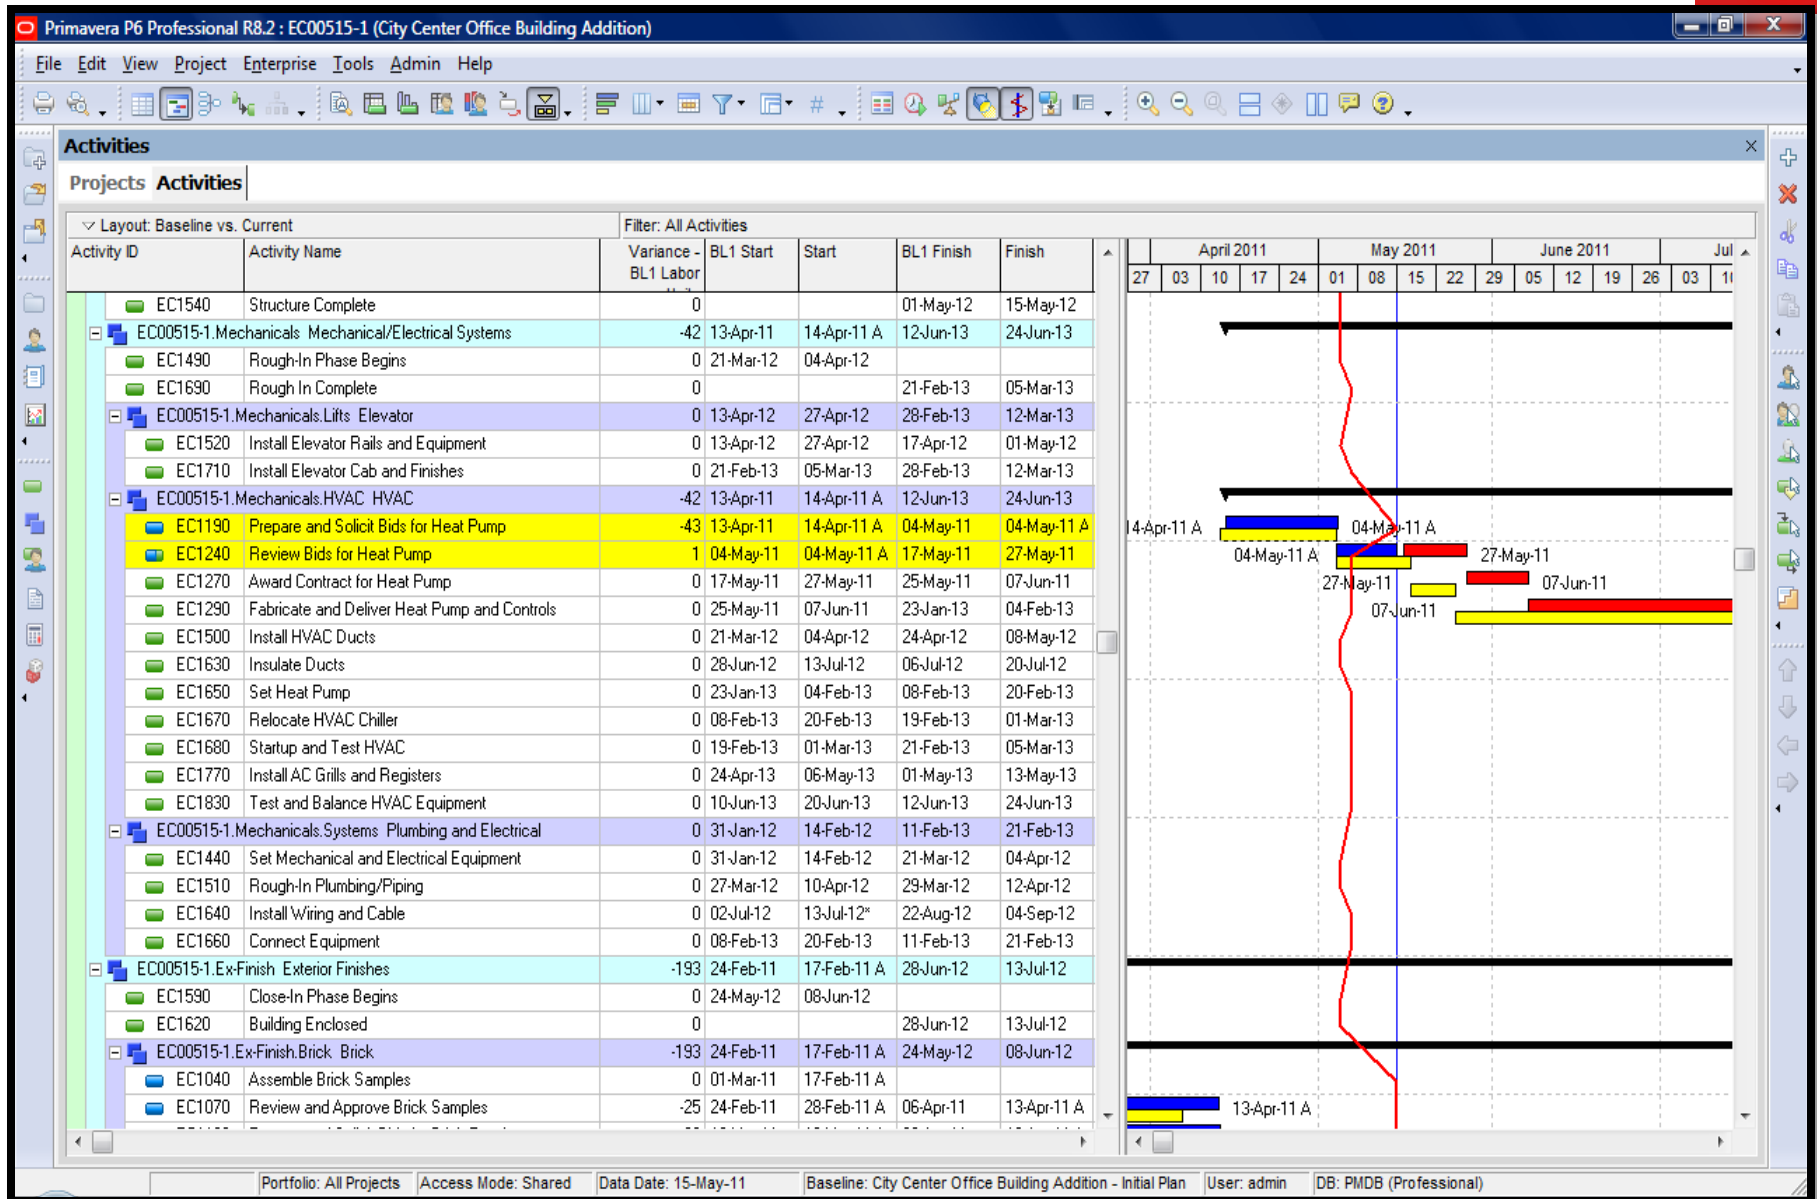 Primavera P6 Professional R8.2 : EC00515-1 (City Center Office Building Addition)
File Edit View Project Enterprise Tools Admin Help
Activities
Projects Activities
Layout: Baseline vs. Current Filter: All Activities
Activity ID Activity Name Variance - BL1 Start Start BL1 Finish Finish April 2011 May 2011 June 2011 Jul
BL1 Labor 27 03 10 17 24 01 08 15 22 29 05 12 19 26 03
EC1540 Structure Complete 0 01-May-12 15-May-12
EC00515-1.Mechanicals Mechanical/Electrical Systems -42 13-Apr-11 14-Apr-11 A 12-Jun-13 24-Jun-13
EC1490 Rough-In Phase Begins 0 21-Mar-12 04-Apr-12
EC1690 Rough In Complete 0 21-Feb-13 05-Mar-13
EC00515-1.Mechanicals.Lifts Elevator 0 13-Apr-12 27-Apr-12 28-Feb-13 12-Mar-13
EC1520 Install Elevator Rails and Equipment 0 13-Apr-12 27-Apr-12 17-Apr-12 01-May-12
EC1710 Install Elevator Cab and Finishes 0 21-Feb-13 05-Mar-13 28-Feb-13 12-Mar-13
EC00515-1.Mechanicals.HVAC HVAC -42 13-Apr-11 14-Apr-11 A 12-Jun-13 24-Jun-13
EC1190 Prepare and Solicit Bids for Heat Pump -43 13-Apr-11 14-Apr-11 A 04-May-11 04-May-11 A 14-Apr-11 A 04-May-11 A
EC1240 Review Bids for Heat Pump 1 04-May-11 04-May-11 A 17-May-11 27-May-11 04-May-11 A 27-May-11
EC1270 Award Contract for Heat Pump 0 17-May-11 27-May-11 25-May-11 07-Jun-11 27-May-11 07-Jun-11
EC1290 Fabricate and Deliver Heat Pump and Controls 0 25-May-11 07-Jun-11 23-Jan-13 04-Feb-13 07-Jun-11
EC1500 Install HVAC Ducts 0 21-Mar-12 04-Apr-12 24-Apr-12 08-May-12
EC1630 Insulate Ducts 0 28-Jun-12 13-Jul-12 06-Jul-12 20-Jul-12
EC1650 Set Heat Pump 0 23-Jan-13 04-Feb-13 08-Feb-13 20-Feb-13
EC1670 Relocate HVAC Chiller 0 08-Feb-13 20-Feb-13 19-Feb-13 01-Mar-13
EC1680 Startup and Test HVAC 0 19-Feb-13 01-Mar-13 21-Feb-13 05-Mar-13
EC1770 Install AC Grills and Registers 0 24-Apr-13 06-May-13 01-May-13 13-May-13
EC1830 Test and Balance HVAC Equipment 0 10-Jun-13 20-Jun-13 12-Jun-13 24-Jun-13
EC00515-1.Mechanicals.Systems Plumbing and Electrical 0 31-Jan-12 14-Feb-12 11-Feb-13 21-Feb-13
EC1440 Set Mechanical and Electrical Equipment 0 31-Jan-12 14-Feb-12 21-Mar-12 04-Apr-12
EC1510 Rough-In Plumbing/Piping 0 27-Mar-12 10-Apr-12 29-Mar-12 12-Apr-12
EC1640 Install Wiring and Cable 0 02-Jul-12 13-Jul-12* 22-Aug-12 04-Sep-12
EC1660 Connect Equipment 0 08-Feb-13 20-Feb-13 11-Feb-13 21-Feb-13
EC00515-1.Ex-Finish Exterior Finishes -193 24-Feb-11 17-Feb-11 A 28-Jun-12 13-Jul-12
EC1590 Close-In Phase Begins 0 24-May-12 08-Jun-12
EC1620 Building Enclosed 0 28-Jun-12 13-Jul-12
EC00515-1.Ex-Finish.Brick Brick -193 24-Feb-11 17-Feb-11 A 24-May-12 08-Jun-12
EC1040 Assemble Brick Samples 0 01-Mar-11 17-Feb-11 A
EC1070 Review and Approve Brick Samples -25 24-Feb-11 28-Feb-11 A 06-Apr-11 13-Apr-11 A 13-Apr-11 A
Portfolio: All Projects Access Mode: Shared Data Date: 15-May-11 Baseline: City Center Office Building Addition - Initial Plan User: admin DB: PMDB (Professional)